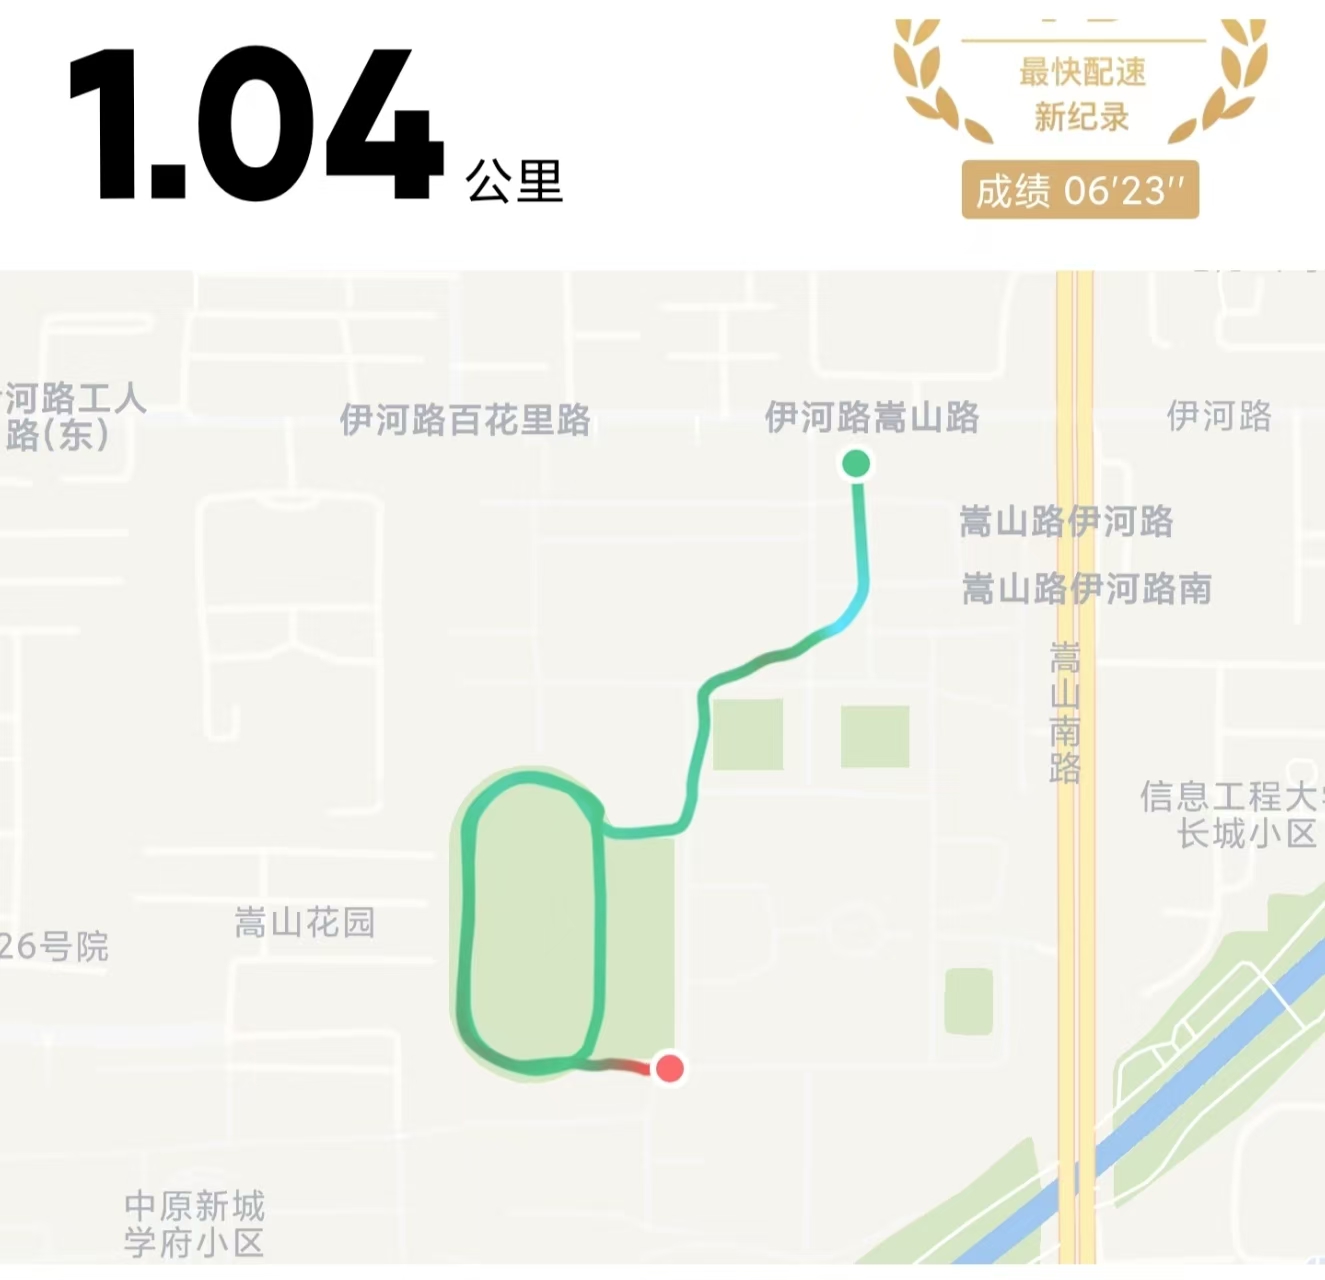 1.04 公里
最快配速
新纪录
成绩 06'23''
河路工人
路(东)
伊河路百花里路
伊河路嵩山路
伊河路
嵩山路伊河路
嵩山路伊河路南
嵩山南路
信息工程大
长城小区
嵩山花园
26号院
中原新城
学府小区